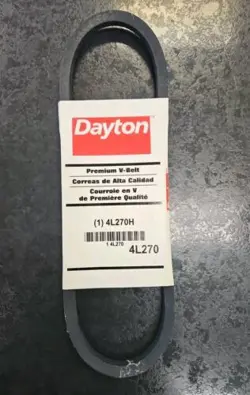 Dayton
Premium V-Belt
Correas de Alta Calidad
Courroie en V
de Première Qualité
(1) 4L270H
1 4L270
4L270